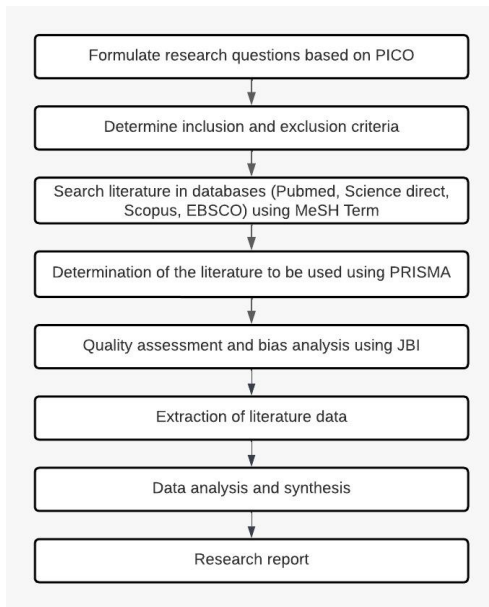 Formulate research questions based on PICO
Determine inclusion and exclusion criteria
Search literature in databases (Pubmed, Science direct,
Scopus, EBSCO) using MeSH Term
Determination of the literature to be used using PRISMA
Quality assessment and bias analysis using JBI
Extraction of literature data
Data analysis and synthesis
Research report